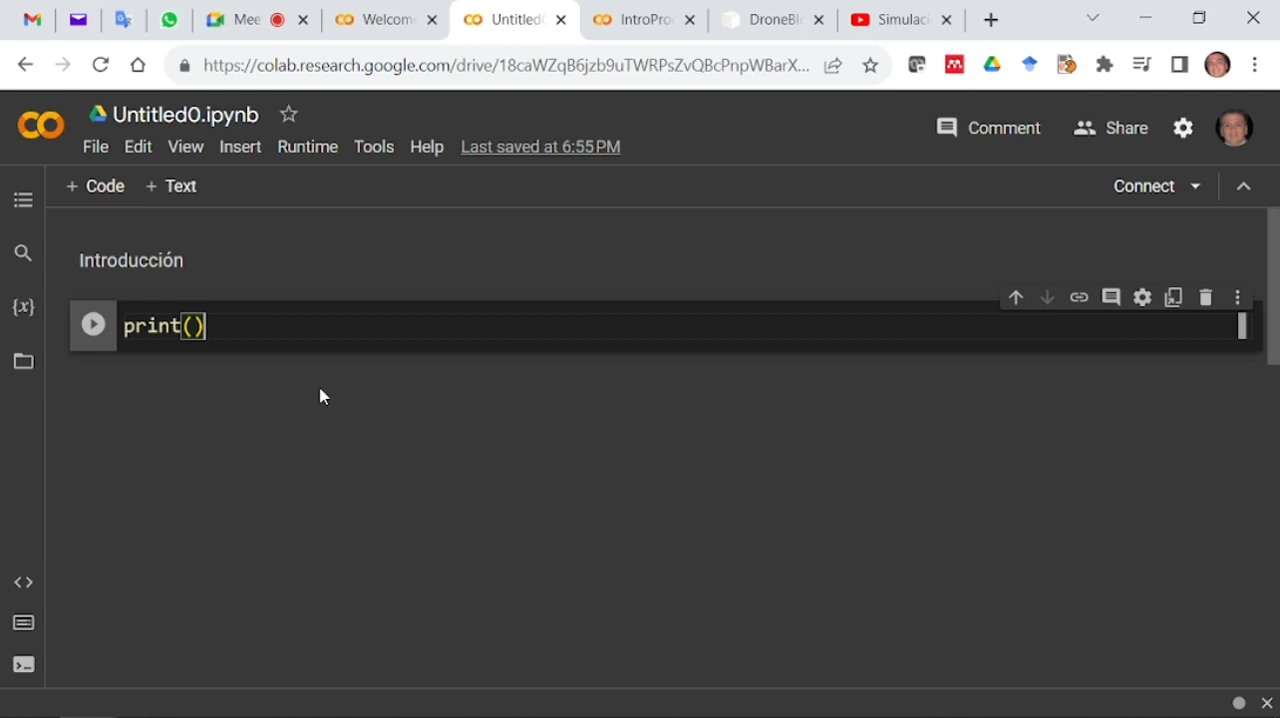 Mee
Welcom
Untitled
IntroPro
DroneBl
Simulac
https://colab.research.google.com/drive/18caWZqB6jzb9uTWRPsZvQBcPnpWBarX...
Untitled0.ipynb
Comment
Share
File Edit View Insert Runtime Tools Help Last saved at 6:55 PM
+ Code + Text
Connect
Introducción
{x}
print()